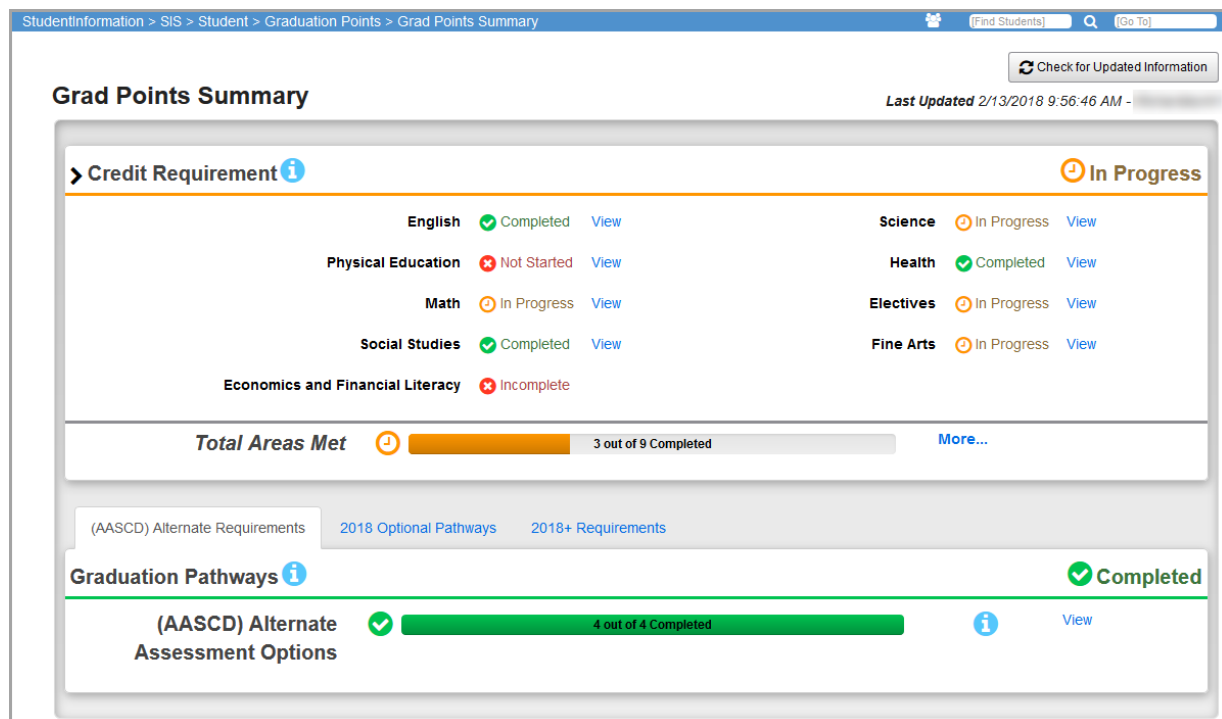 StudentInformation > SIS > Student > Graduation Points > Grad Points Summary [Find Students] [Go To]
Check for Updated Information
Grad Points Summary
Last Updated 2/13/2018 9:56:46 AM -
Credit Requirement In Progress
English Completed View Science In Progress View
Physical Education Not Started View Health Completed View
Math In Progress View Electives In Progress View
Social Studies Completed View Fine Arts In Progress View
Economics and Financial Literacy Incomplete
Total Areas Met 3 out of 9 Completed More...
(AASCD) Alternate Requirements 2018 Optional Pathways 2018+ Requirements
Graduation Pathways Completed
(AASCD) Alternate 4 out of 4 Completed View
Assessment Options